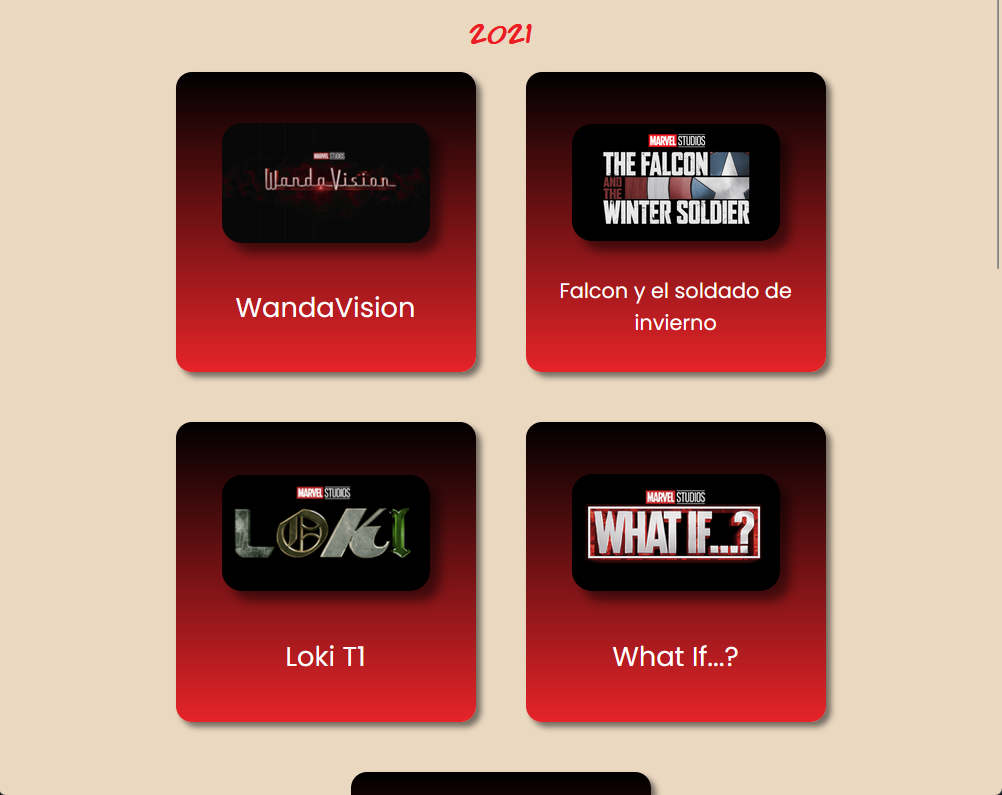 2021
MARVEL STUDIOS
WandaVision
WandaVision
MARVEL STUDIOS
THE FALCON
AND THE
WINTER SOLDIER
Falcon y el soldado de
invierno
MARVEL STUDIOS
LOKI
Loki T1
MARVEL STUDIOS
WHAT IF...?
What If...?